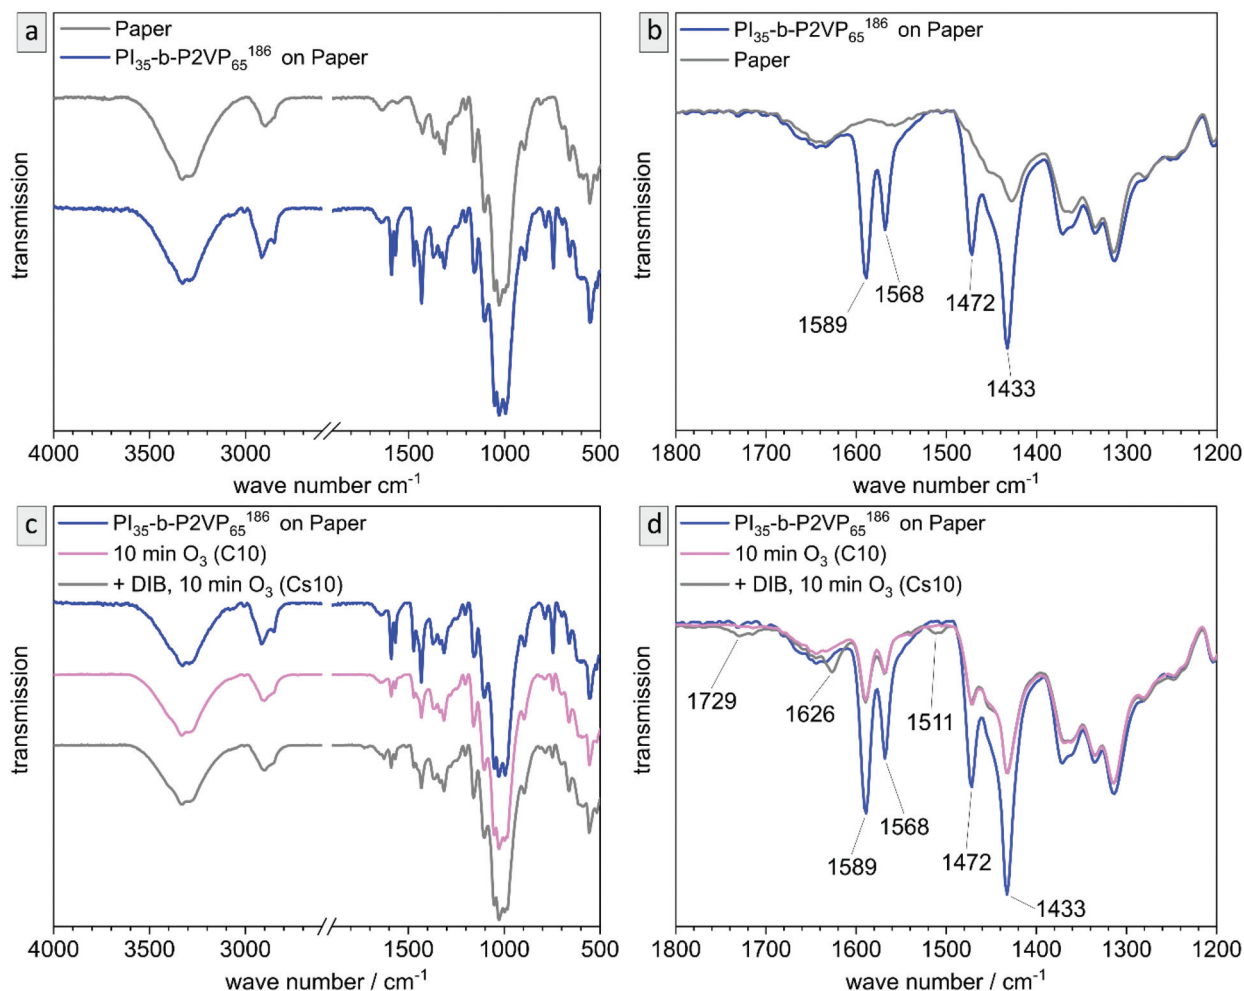 a
Paper
PI₃₅-b-P2VP₆₅¹⁸⁶ on Paper
transmission
4000 3500 3000 1500 1000 500
wave number cm⁻¹
b
PI₃₅-b-P2VP₆₅¹⁸⁶ on Paper
Paper
transmission
1589
1568
1472
1433
1800 1700 1600 1500 1400 1300 1200
wave number cm⁻¹
c
PI₃₅-b-P2VP₆₅¹⁸⁶ on Paper
10 min O₃ (C10)
+ DIB, 10 min O₃ (Cs10)
transmission
4000 3500 3000 1500 1000 500
wave number / cm⁻¹
d
PI₃₅-b-P2VP₆₅¹⁸⁶ on Paper
10 min O₃ (C10)
+ DIB, 10 min O₃ (Cs10)
transmission
1729
1626
1511
1589
1568
1472
1433
1800 1700 1600 1500 1400 1300 1200
wave number / cm⁻¹